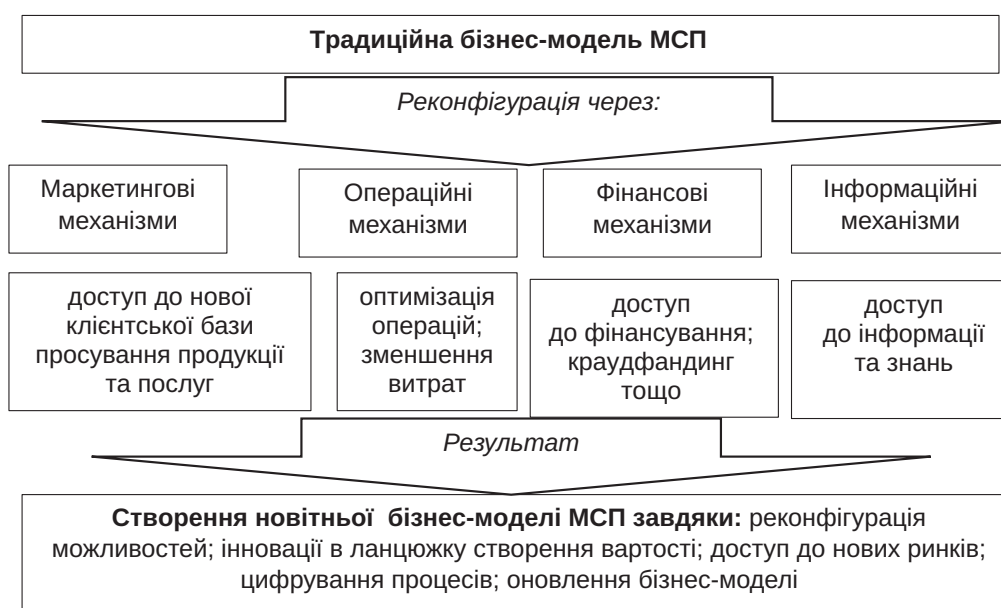 Традиційна бізнес-модель МСП
Реконфігурація через:
Маркетингові
механізми
Операційні
механізми
Фінансові
механізми
Інформаційні
механізми
доступ до нової
клієнтської бази
просування продукції
та послуг
оптимізація
операцій;
зменшення
витрат
доступ
до фінансування;
краудфандинг
тощо
доступ
до інформації
та знань
Результат
Створення новітньої бізнес-моделі МСП завдяки: реконфігурація
можливостей; інновації в ланцюжку створення вартості; доступ до нових ринків;
цифрування процесів; оновлення бізнес-моделі